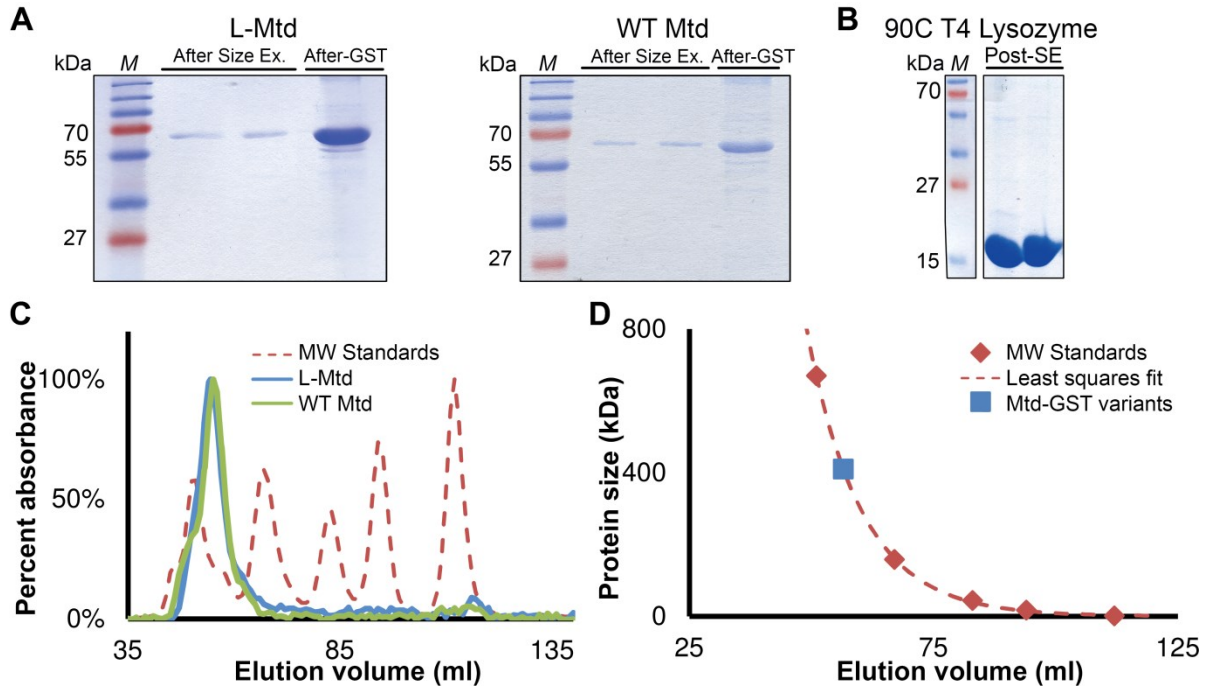 A
L-Mtd
kDa M After Size Ex. After-GST
70
55
27
WT Mtd
kDa M After Size Ex. After-GST
70
55
27
B
90C T4 Lysozyme
kDa M Post-SE
70
27
15
C
MW Standards
L-Mtd
WT Mtd
Percent absorbance
100%
50%
0%
35 85 135
Elution volume (ml)
D
MW Standards
Least squares fit
Mtd-GST variants
Protein size (kDa)
800
400
0
25 75 125
Elution volume (ml)